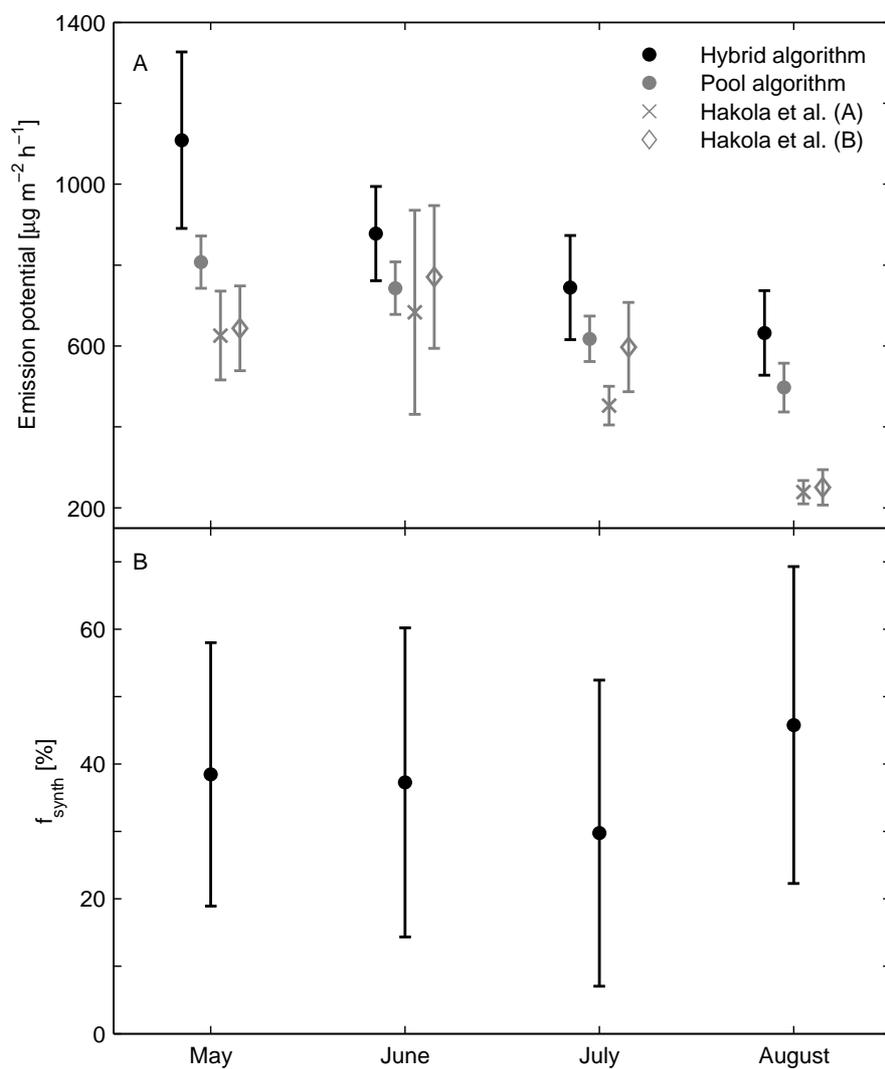 A
Hybrid algorithm
Pool algorithm
Hakola et al. (A)
Hakola et al. (B)
Emission potential [µg m−2 h−1]
1400
1000
600
200
B
f_synth [%]
60
40
20
0
May June July August